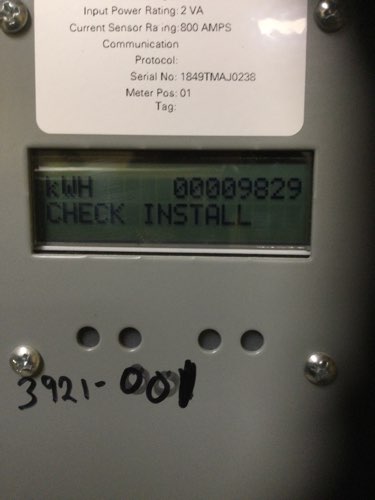 Input Power Rating: 2 VA
Current Sensor Rating: 800 AMPS
Communication
Protocol:
Serial No: 1849TMAJ0238
Meter Pos: 01
Tag:
kWH 00009829
CHECK INSTALL
3921-001